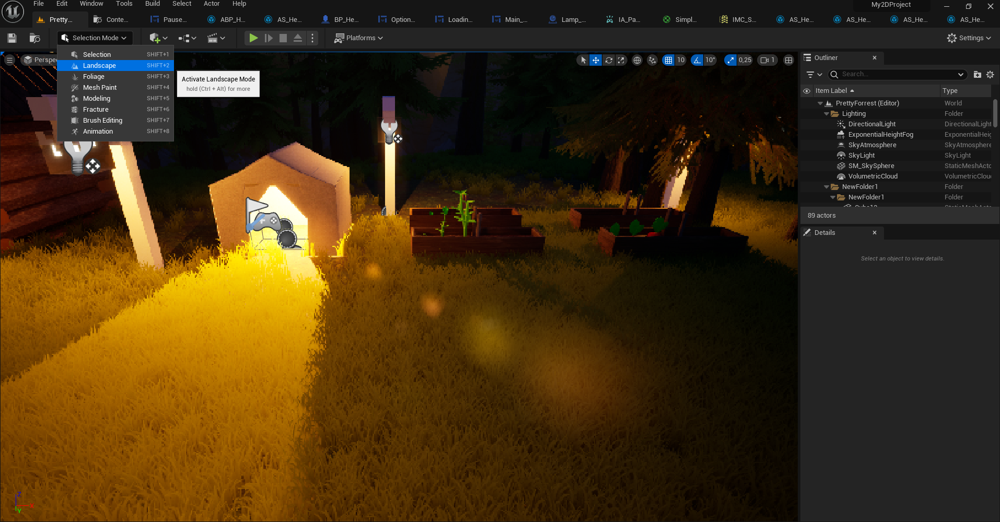 File Edit Window Tools Build Select Actor Help
My2DProject
Pretty... Conte... Pause... ABP_H... AS_He... BP_He... Option... Loadin... Main_... Lamp_... IA_Pa... Simpl... IMC_S... AS_He... AS_He... AS_He... AS_He...
Selection Mode Platforms Settings
Selection SHIFT+1
Landscape SHIFT+2
Foliage SHIFT+3
Mesh Paint SHIFT+4
Modeling SHIFT+5
Fracture SHIFT+6
Brush Editing SHIFT+7
Animation SHIFT+8
Activate Landscape Mode
hold (Ctrl + Alt) for more
Perspe
10 10° 0,25 1
Outliner
Search...
Item Label Type
PrettyForrest (Editor) World
Lighting Folder
DirectionalLight DirectionalLight
ExponentialHeightFog ExponentialHeig
SkyAtmosphere SkyAtmosphere
SkyLight SkyLight
SM_SkySphere StaticMeshActo
VolumetricCloud VolumetricClou
NewFolder1 Folder
NewFolder1 Folder
89 actors
Details
Select an object to view details.
Z
X
Y